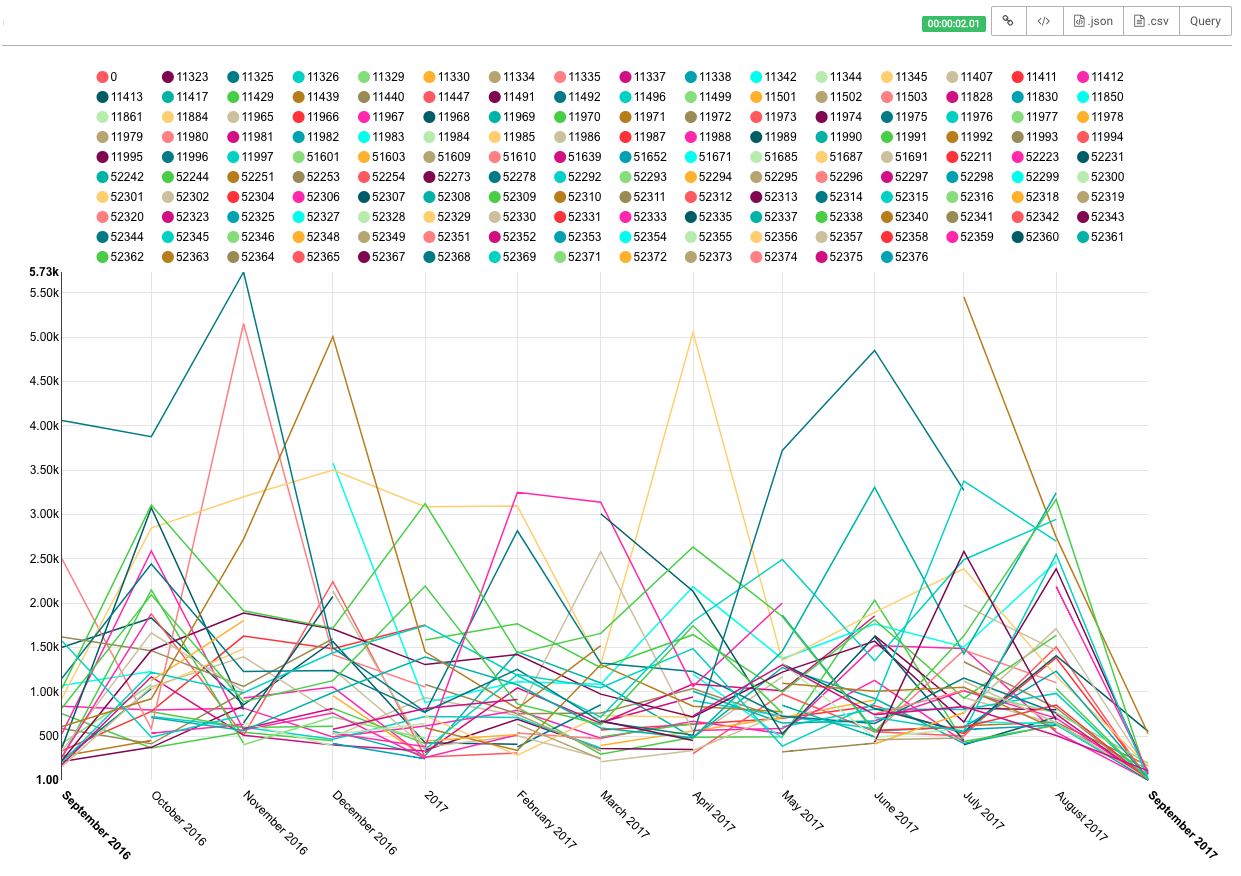 00:00:02.01 </> .json .csv Query
0 11323 11325 11326 11329 11330 11334 11335 11337 11338 11342 11344 11345 11407 11411 11412
11413 11417 11429 11439 11440 11447 11491 11492 11496 11499 11501 11502 11503 11828 11830 11850
11861 11884 11965 11966 11967 11968 11969 11970 11971 11972 11973 11974 11975 11976 11977 11978
11979 11980 11981 11982 11983 11984 11985 11986 11987 11988 11989 11990 11991 11992 11993 11994
11995 11996 11997 51601 51603 51609 51610 51639 51652 51671 51685 51687 51691 52211 52223 52231
52242 52244 52251 52253 52254 52273 52278 52292 52293 52294 52295 52296 52297 52298 52299 52300
52301 52302 52304 52306 52307 52308 52309 52310 52311 52312 52313 52314 52315 52316 52318 52319
52320 52323 52325 52327 52328 52329 52330 52331 52333 52335 52337 52338 52340 52341 52342 52343
52344 52345 52346 52348 52349 52351 52352 52353 52354 52355 52356 52357 52358 52359 52360 52361
52362 52363 52364 52365 52367 52368 52369 52371 52372 52373 52374 52375 52376
5.73k
5.50k
5.00k
4.50k
4.00k
3.50k
3.00k
2.50k
2.00k
1.50k
1.00k
500
1.00
September 2016
October 2016
November 2016
December 2016
2017
February 2017
March 2017
April 2017
May 2017
June 2017
July 2017
August 2017
September 2017